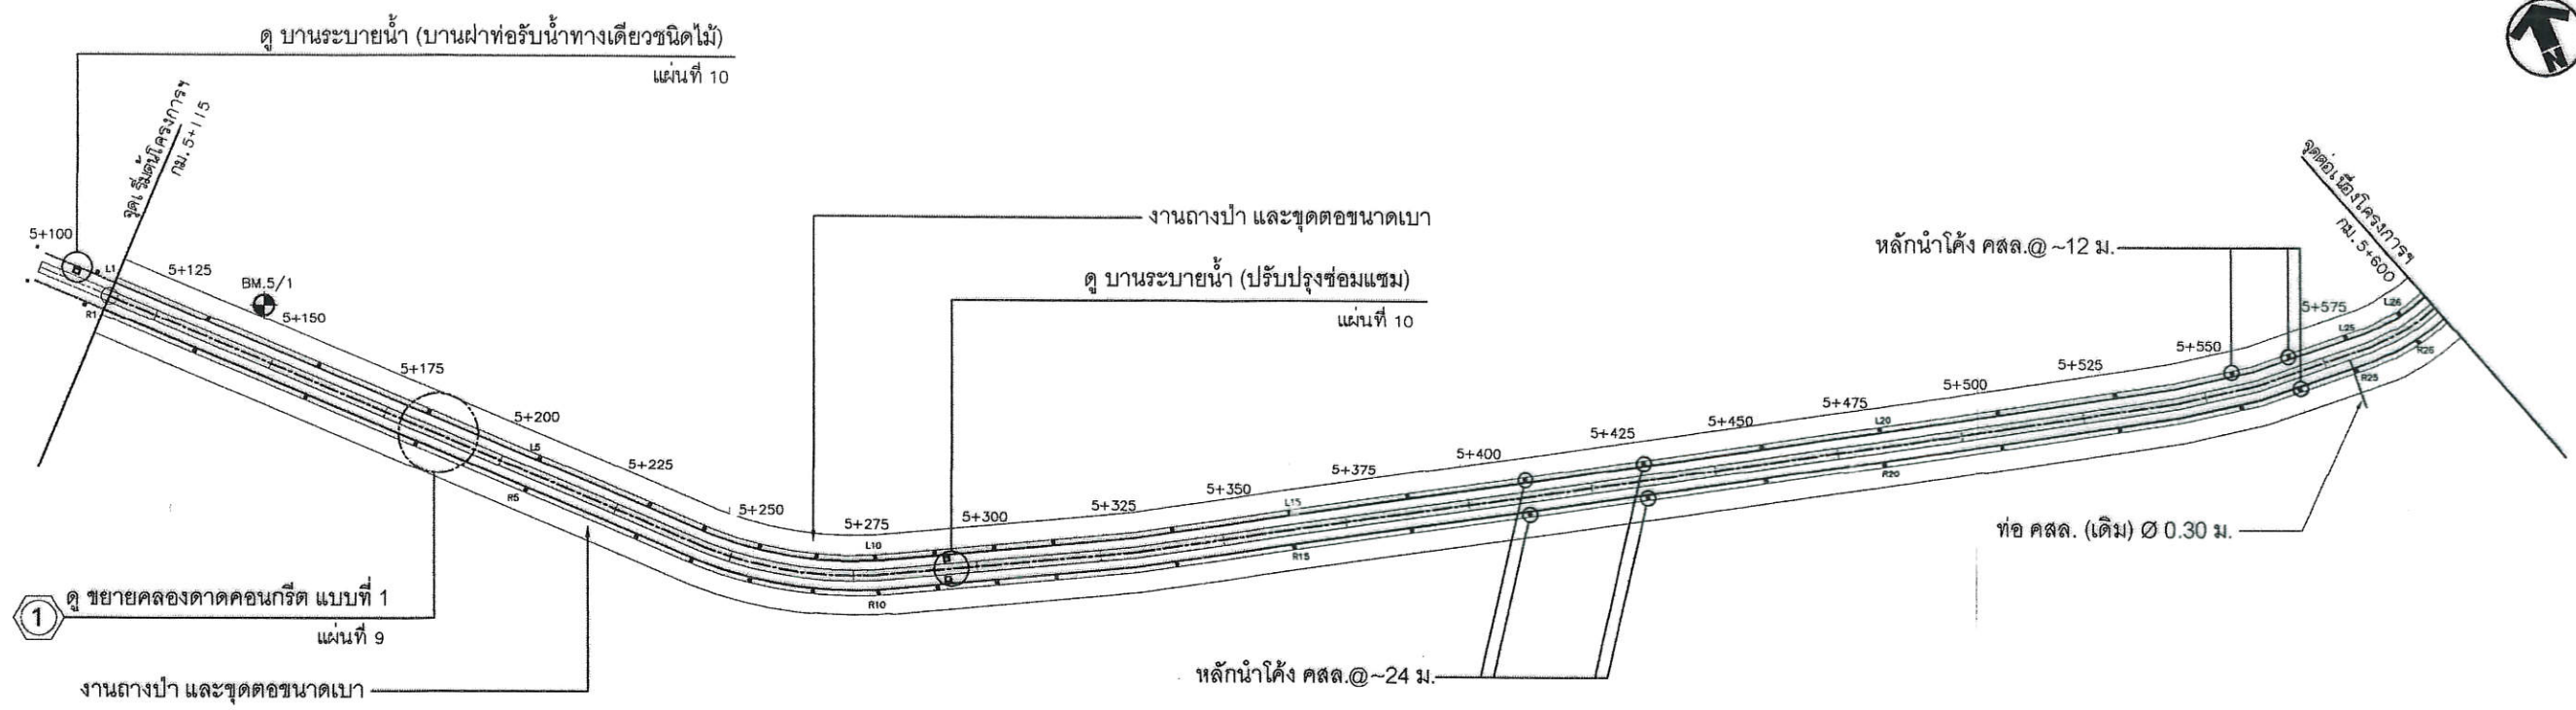 ดู บานระบายน้ำ (บานฝาท่อรับน้ำทางเดียวชนิดไม้)
แผ่นที่ 10
N
จุดเริ่มต้นโครงการฯ
กม. 5+115
5+100
L1
R1
5+125
BM.5/1
5+150
5+175
5+200
L5
R5
5+225
5+250
5+275
L10
R10
5+300
5+325
5+350
L15
R15
5+375
5+400
5+425
5+450
5+475
L20
R20
5+500
5+525
5+550
5+575
L25
R25
L26
R26
งานถางป่า และขุดตอขนาดเบา
ดู บานระบายน้ำ (ปรับปรุงซ่อมแซม)
แผ่นที่ 10
หลักนำโค้ง คสล.@ ~12 ม.
จุดต่อเนื่องโครงการฯ
กม. 5+600
ท่อ คสล. (เดิม) Ø 0.30 ม.
1
ดู ขยายคลองดาดคอนกรีต แบบที่ 1
แผ่นที่ 9
งานถางป่า และขุดตอขนาดเบา
หลักนำโค้ง คสล.@~24 ม.